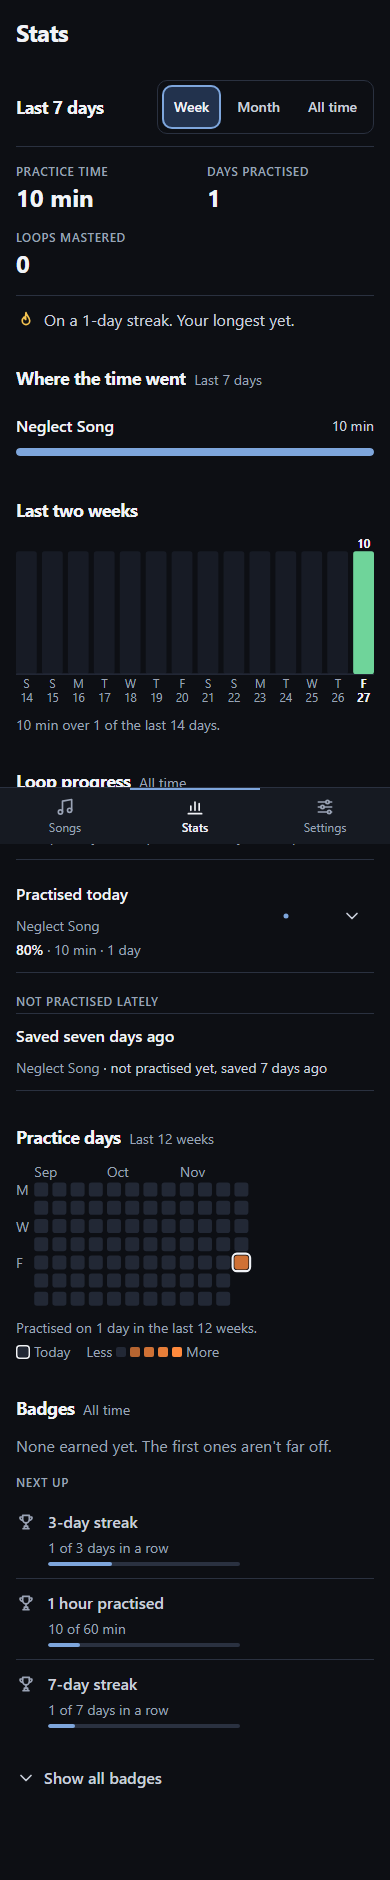 Stats
Last 7 days
Week Month All time
PRACTICE TIME DAYS PRACTISED
10 min 1
LOOPS MASTERED
0
On a 1-day streak. Your longest yet.
Where the time went Last 7 days
Neglect Song 10 min
Last two weeks
10
S S M T W T F S S M T W T F
14 15 16 17 18 19 20 21 22 23 24 25 26 27
10 min over 1 of the last 14 days.
Loop progress All time
Songs Stats Settings
Practised today
Neglect Song
80% · 10 min · 1 day
NOT PRACTISED LATELY
Saved seven days ago
Neglect Song · not practised yet, saved 7 days ago
Practice days Last 12 weeks
Sep Oct Nov
M
W
F
Practised on 1 day in the last 12 weeks.
Today Less More
Badges All time
None earned yet. The first ones aren't far off.
NEXT UP
3-day streak
1 of 3 days in a row
1 hour practised
10 of 60 min
7-day streak
1 of 7 days in a row
Show all badges